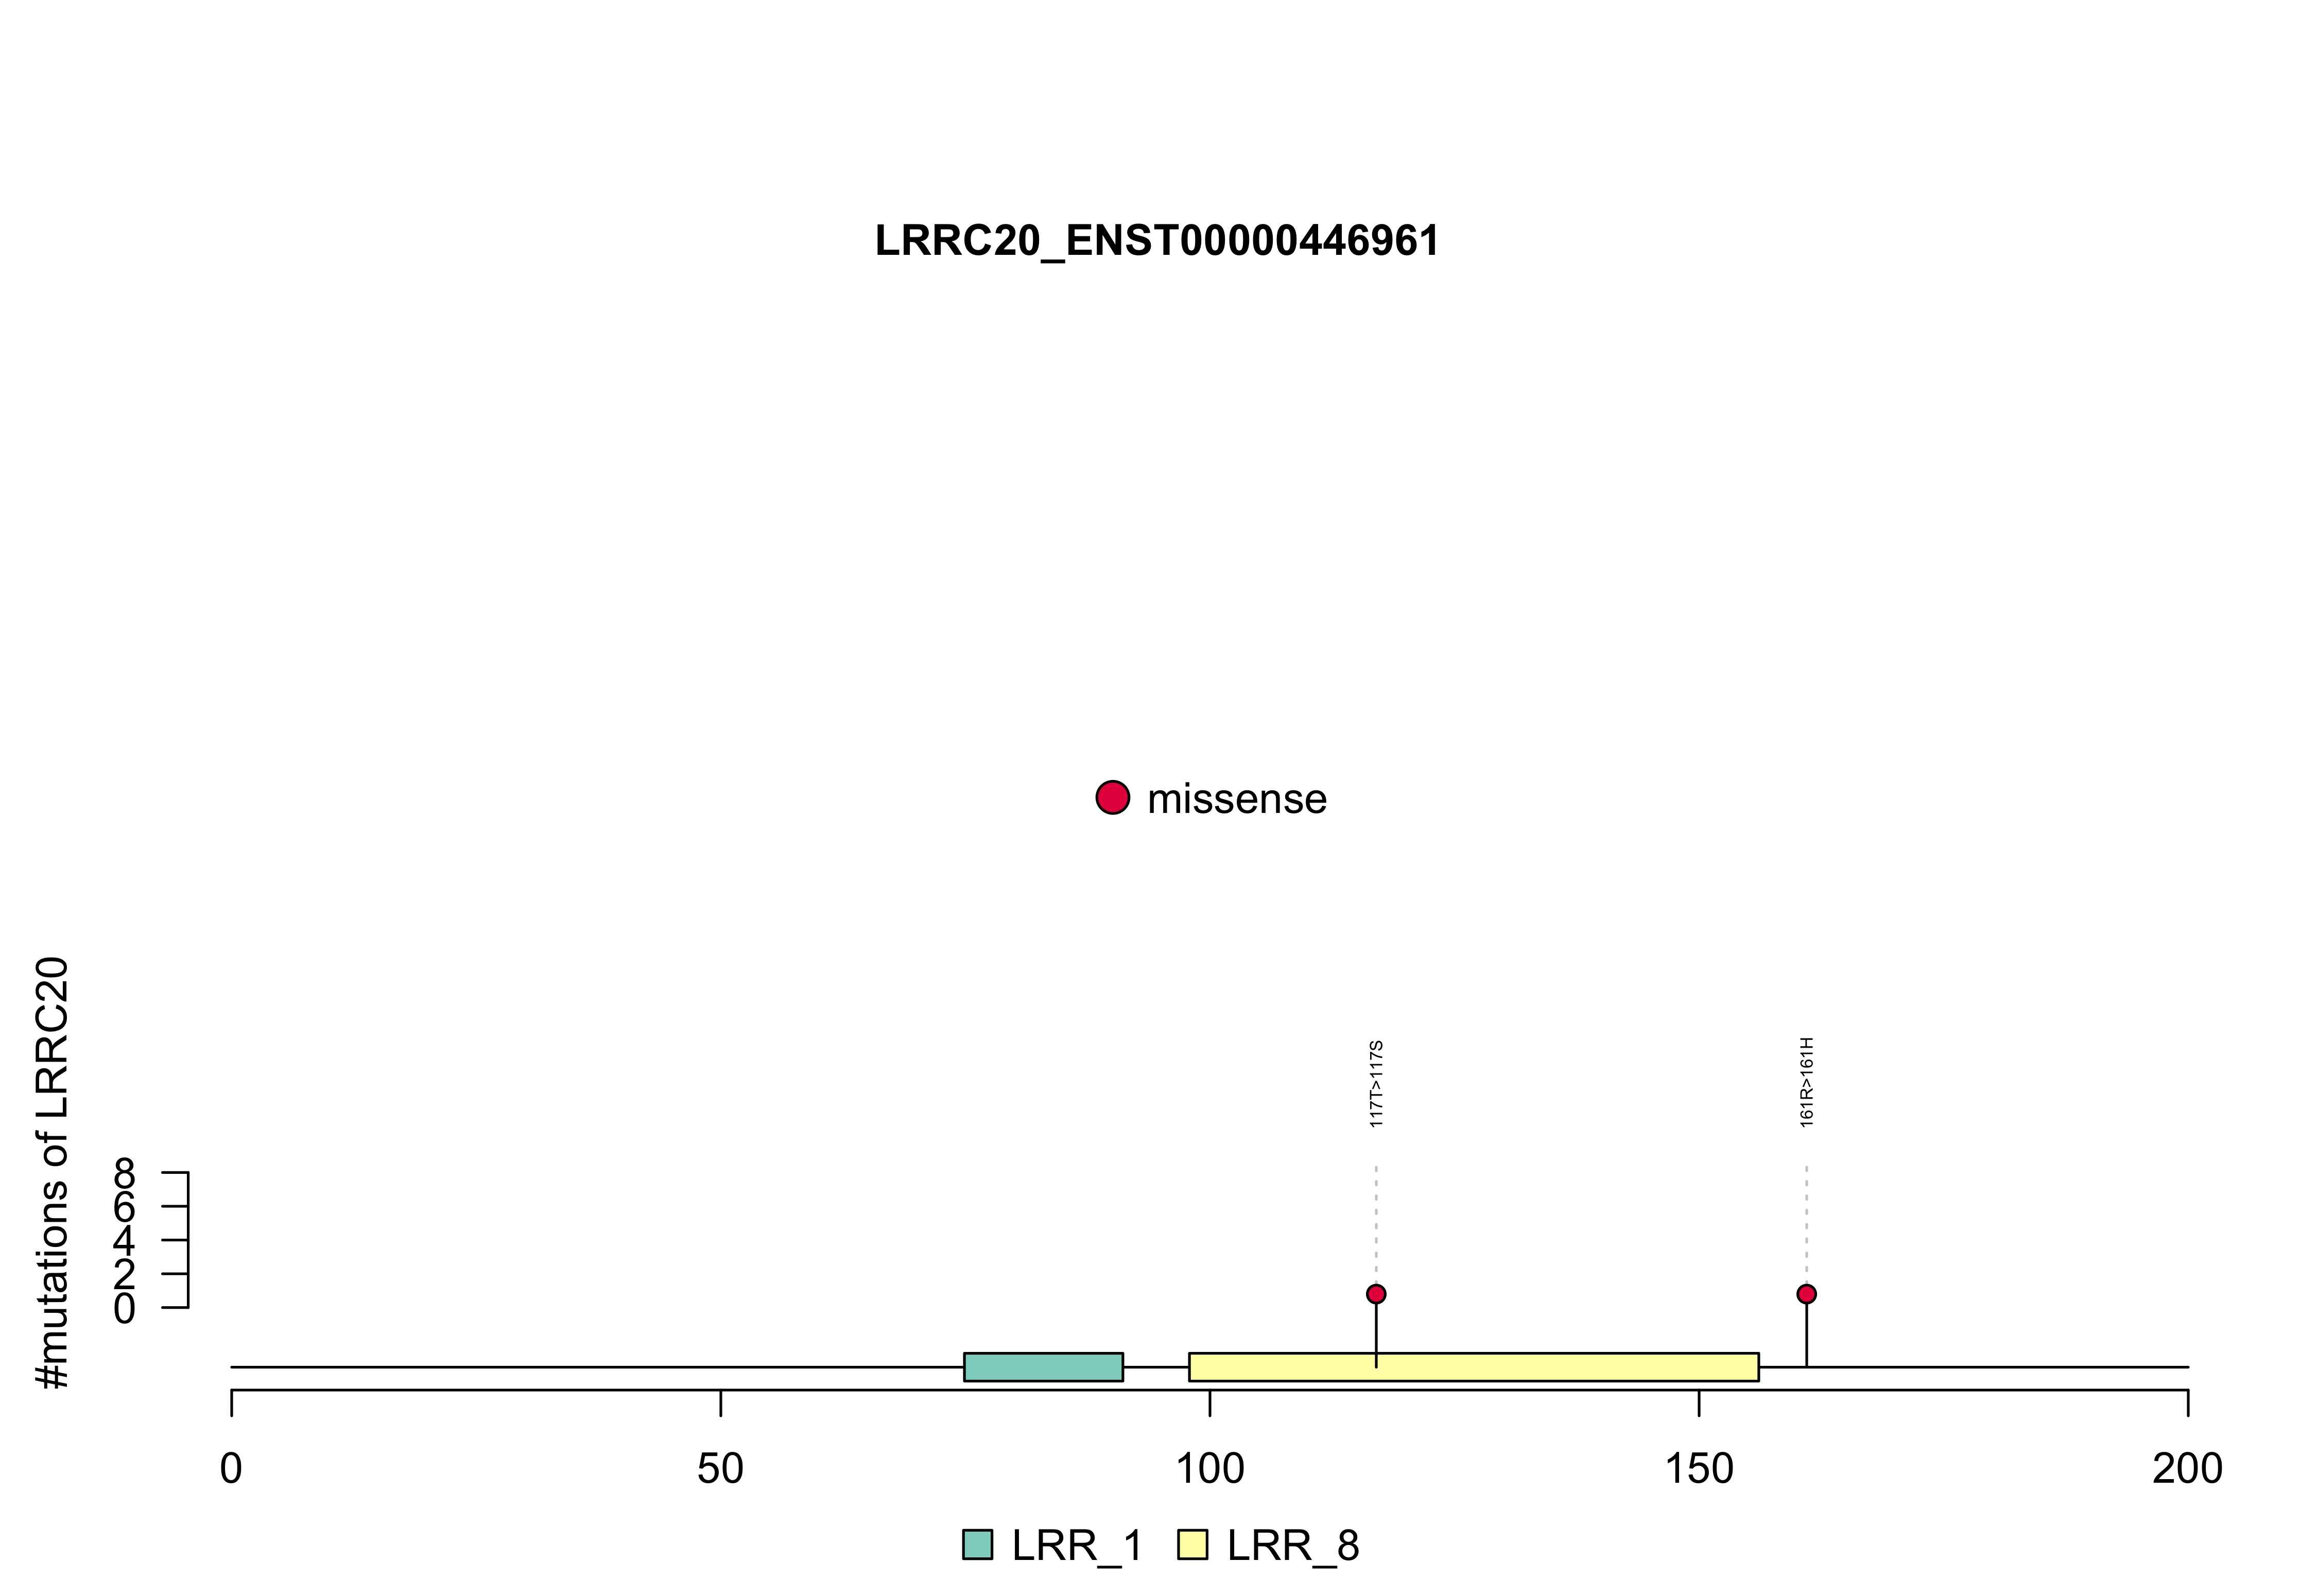 LRRC20_ENST00000446961
missense
#mutations of LRRC20
117T>117S
161R>161H
8
6
4
2
0
0 50 100 150 200
LRR_1 LRR_8